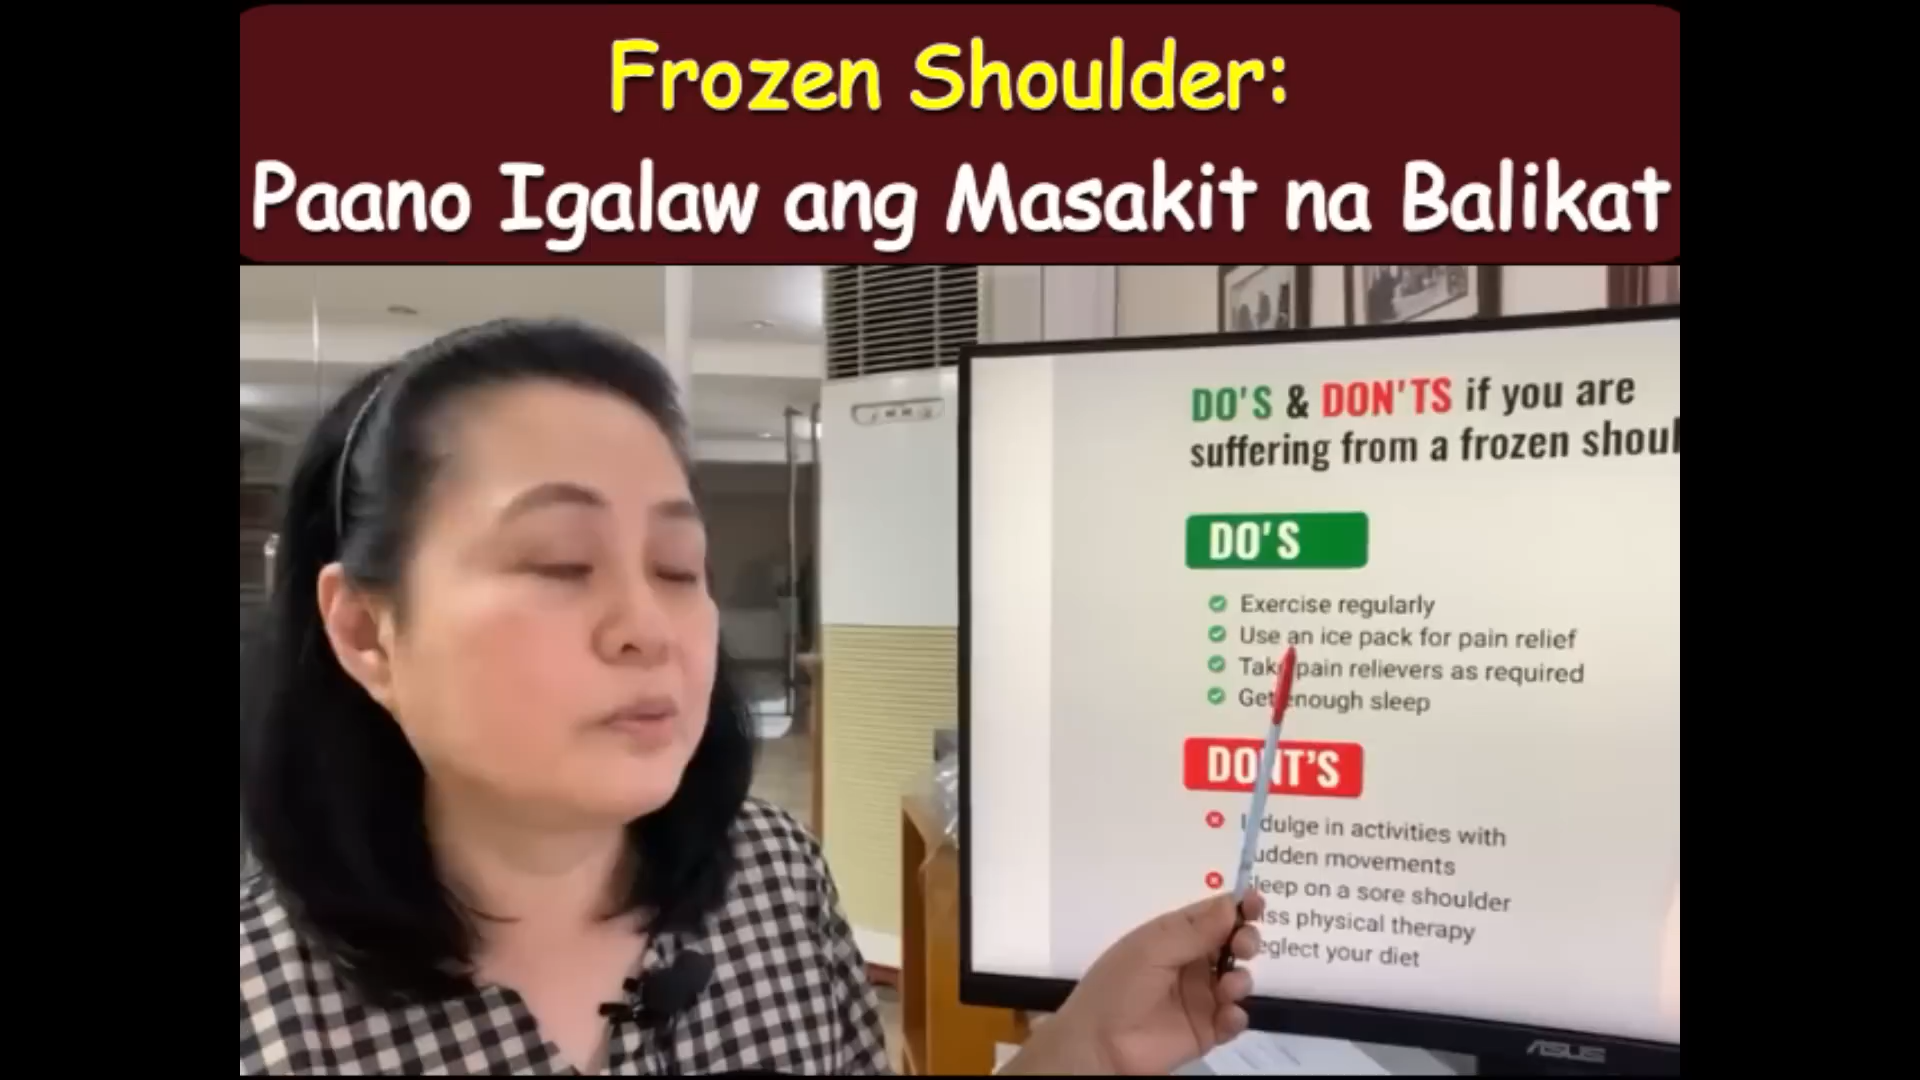 Frozen Shoulder:
Paano Igalaw ang Masakit na Balikat
DO'S & DON'TS if you are
suffering from a frozen
DO'S
Exercise regularly
Use an ice pack for pain relief
pain relievers as required
sleep
DON'T'S
in activities with
movements
on a sore shoulder
physical therapy
your diet
ASUS